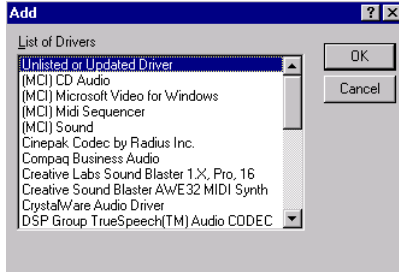 Add
List of Drivers
Unlisted or Updated Driver
(MCI) CD Audio
(MCI) Microsoft Video for Windows
(MCI) Midi Sequencer
(MCI) Sound
Cinepak Codec by Radius Inc.
Compaq Business Audio
Creative Labs Sound Blaster 1.X, Pro, 16
Creative Sound Blaster AWE32 MIDI Synth
CrystalWare Audio Driver
DSP Group TrueSpeech(TM) Audio CODEC
OK
Cancel